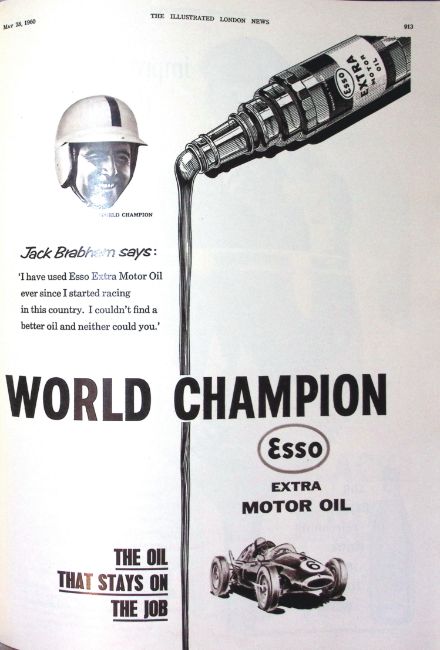 May 28, 1960
THE ILLUSTRATED LONDON NEWS
913
Esso
EXTRA
MOTOR
OIL
WORLD CHAMPION
Jack Brabham says:
'I have used Esso Extra Motor Oil
ever since I started racing
in this country. I couldn't find a
better oil and neither could you.'
WORLD CHAMPION
Esso
EXTRA
MOTOR OIL
THE OIL
THAT STAYS ON
THE JOB
6